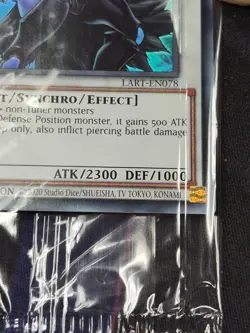 LART-EN078
t/Synchro/Effect]
non-Tuner monsters
Defense Position monster, it gains 500 ATK
only, also inflict piercing battle damage
ATK/2300 DEF/1000
ION ©2020 Studio Dice/SHUEISHA, TV TOKYO, KONAMI